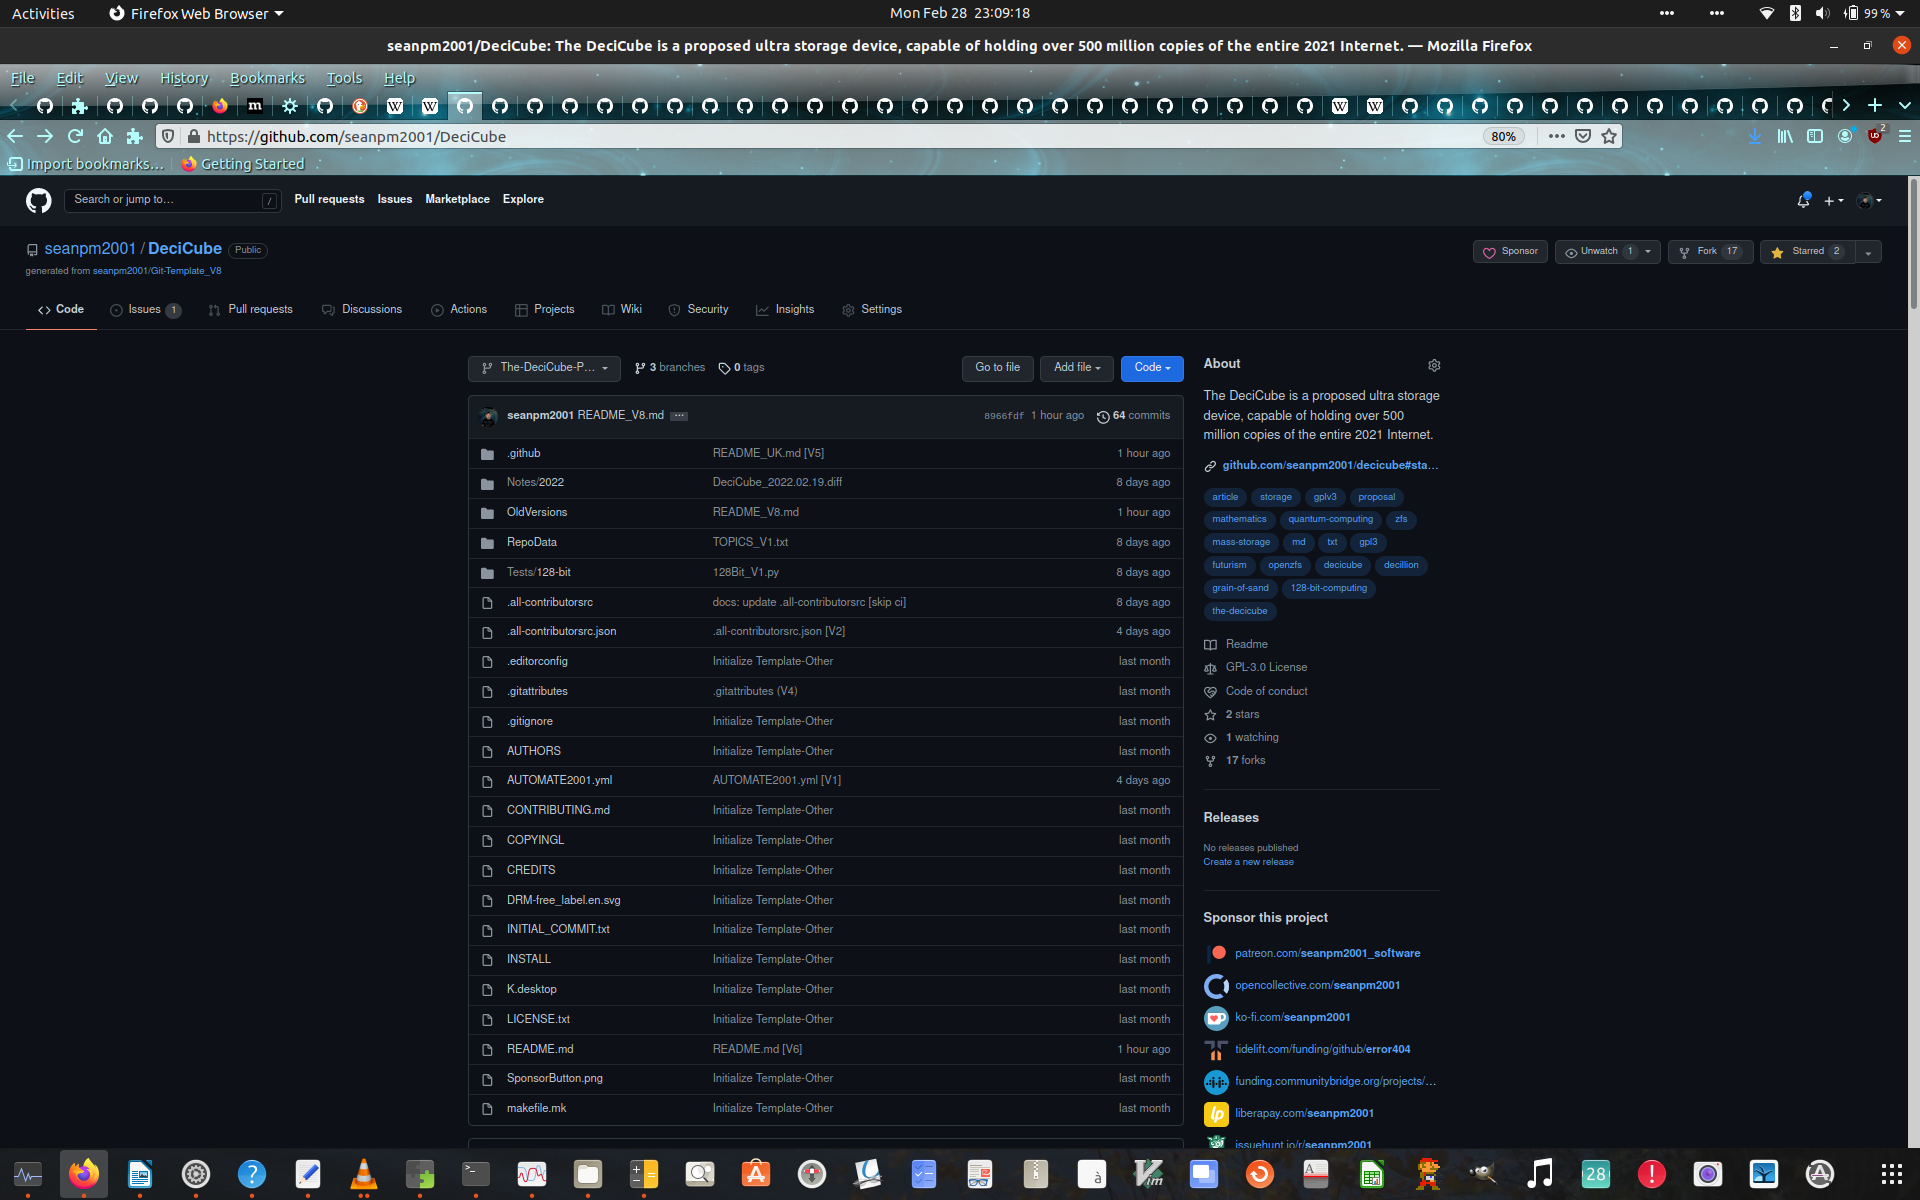 Activities
Firefox Web Browser
Mon Feb 28 23:09:18
99 %
seanpm2001/DeciCube: The DeciCube is a proposed ultra storage device, capable of holding over 500 million copies of the entire 2021 Internet. — Mozilla Firefox
File Edit View History Bookmarks Tools Help
https://github.com/seanpm2001/DeciCube
80%
2
Import bookmarks…
Getting Started
Search or jump to…
/
Pull requests Issues Marketplace Explore
seanpm2001 / DeciCube Public
generated from seanpm2001/Git-Template_V8
Sponsor
Unwatch 1
Fork 17
Starred 2
Code
Issues 1
Pull requests
Discussions
Actions
Projects
Wiki
Security
Insights
Settings
The-DeciCube-P…
3 branches
0 tags
Go to file
Add file
Code
seanpm2001 README_V8.md
8966fdf 1 hour ago
64 commits
.github README_UK.md [V5] 1 hour ago
Notes/2022 DeciCube_2022.02.19.diff 8 days ago
OldVersions README_V8.md 1 hour ago
RepoData TOPICS_V1.txt 8 days ago
Tests/128-bit 128Bit_V1.py 8 days ago
.all-contributorsrc docs: update .all-contributorsrc [skip ci] 8 days ago
.all-contributorsrc.json .all-contributorsrc.json [V2] 4 days ago
.editorconfig Initialize Template-Other last month
.gitattributes .gitattributes (V4) last month
.gitignore Initialize Template-Other last month
AUTHORS Initialize Template-Other last month
AUTOMATE2001.yml AUTOMATE2001.yml [V1] 4 days ago
CONTRIBUTING.md Initialize Template-Other last month
COPYINGL Initialize Template-Other last month
CREDITS Initialize Template-Other last month
DRM-free_label.en.svg Initialize Template-Other last month
INITIAL_COMMIT.txt Initialize Template-Other last month
INSTALL Initialize Template-Other last month
K.desktop Initialize Template-Other last month
LICENSE.txt Initialize Template-Other last month
README.md README.md [V6] 1 hour ago
SponsorButton.png Initialize Template-Other last month
makefile.mk Initialize Template-Other last month
About
The DeciCube is a proposed ultra storage
device, capable of holding over 500
million copies of the entire 2021 Internet.
github.com/seanpm2001/decicube#sta…
article storage gplv3 proposal
mathematics quantum-computing zfs
mass-storage md txt gpl3
futurism openzfs decicube decillion
grain-of-sand 128-bit-computing
the-decicube
Readme
GPL-3.0 License
Code of conduct
2 stars
1 watching
17 forks
Releases
No releases published
Create a new release
Sponsor this project
patreon.com/seanpm2001_software
opencollective.com/seanpm2001
ko-fi.com/seanpm2001
tidelift.com/funding/github/error404
funding.communitybridge.org/projects/…
liberapay.com/seanpm2001
issuehunt.io/r/seanpm2001
28